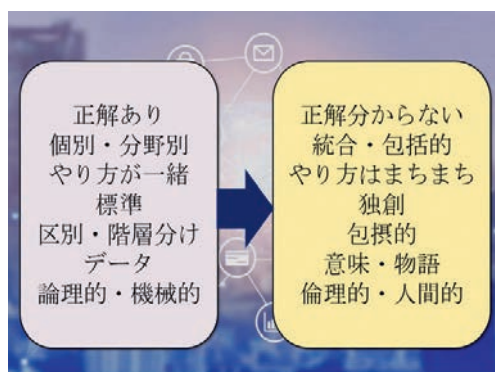 正解あり
個別・分野別
やり方が一緒
標準
区別・階層分け
データ
論理的・機械的
正解分からない
統合・包括的
やり方はまちまち
独創
包摂的
意味・物語
倫理的・人間的